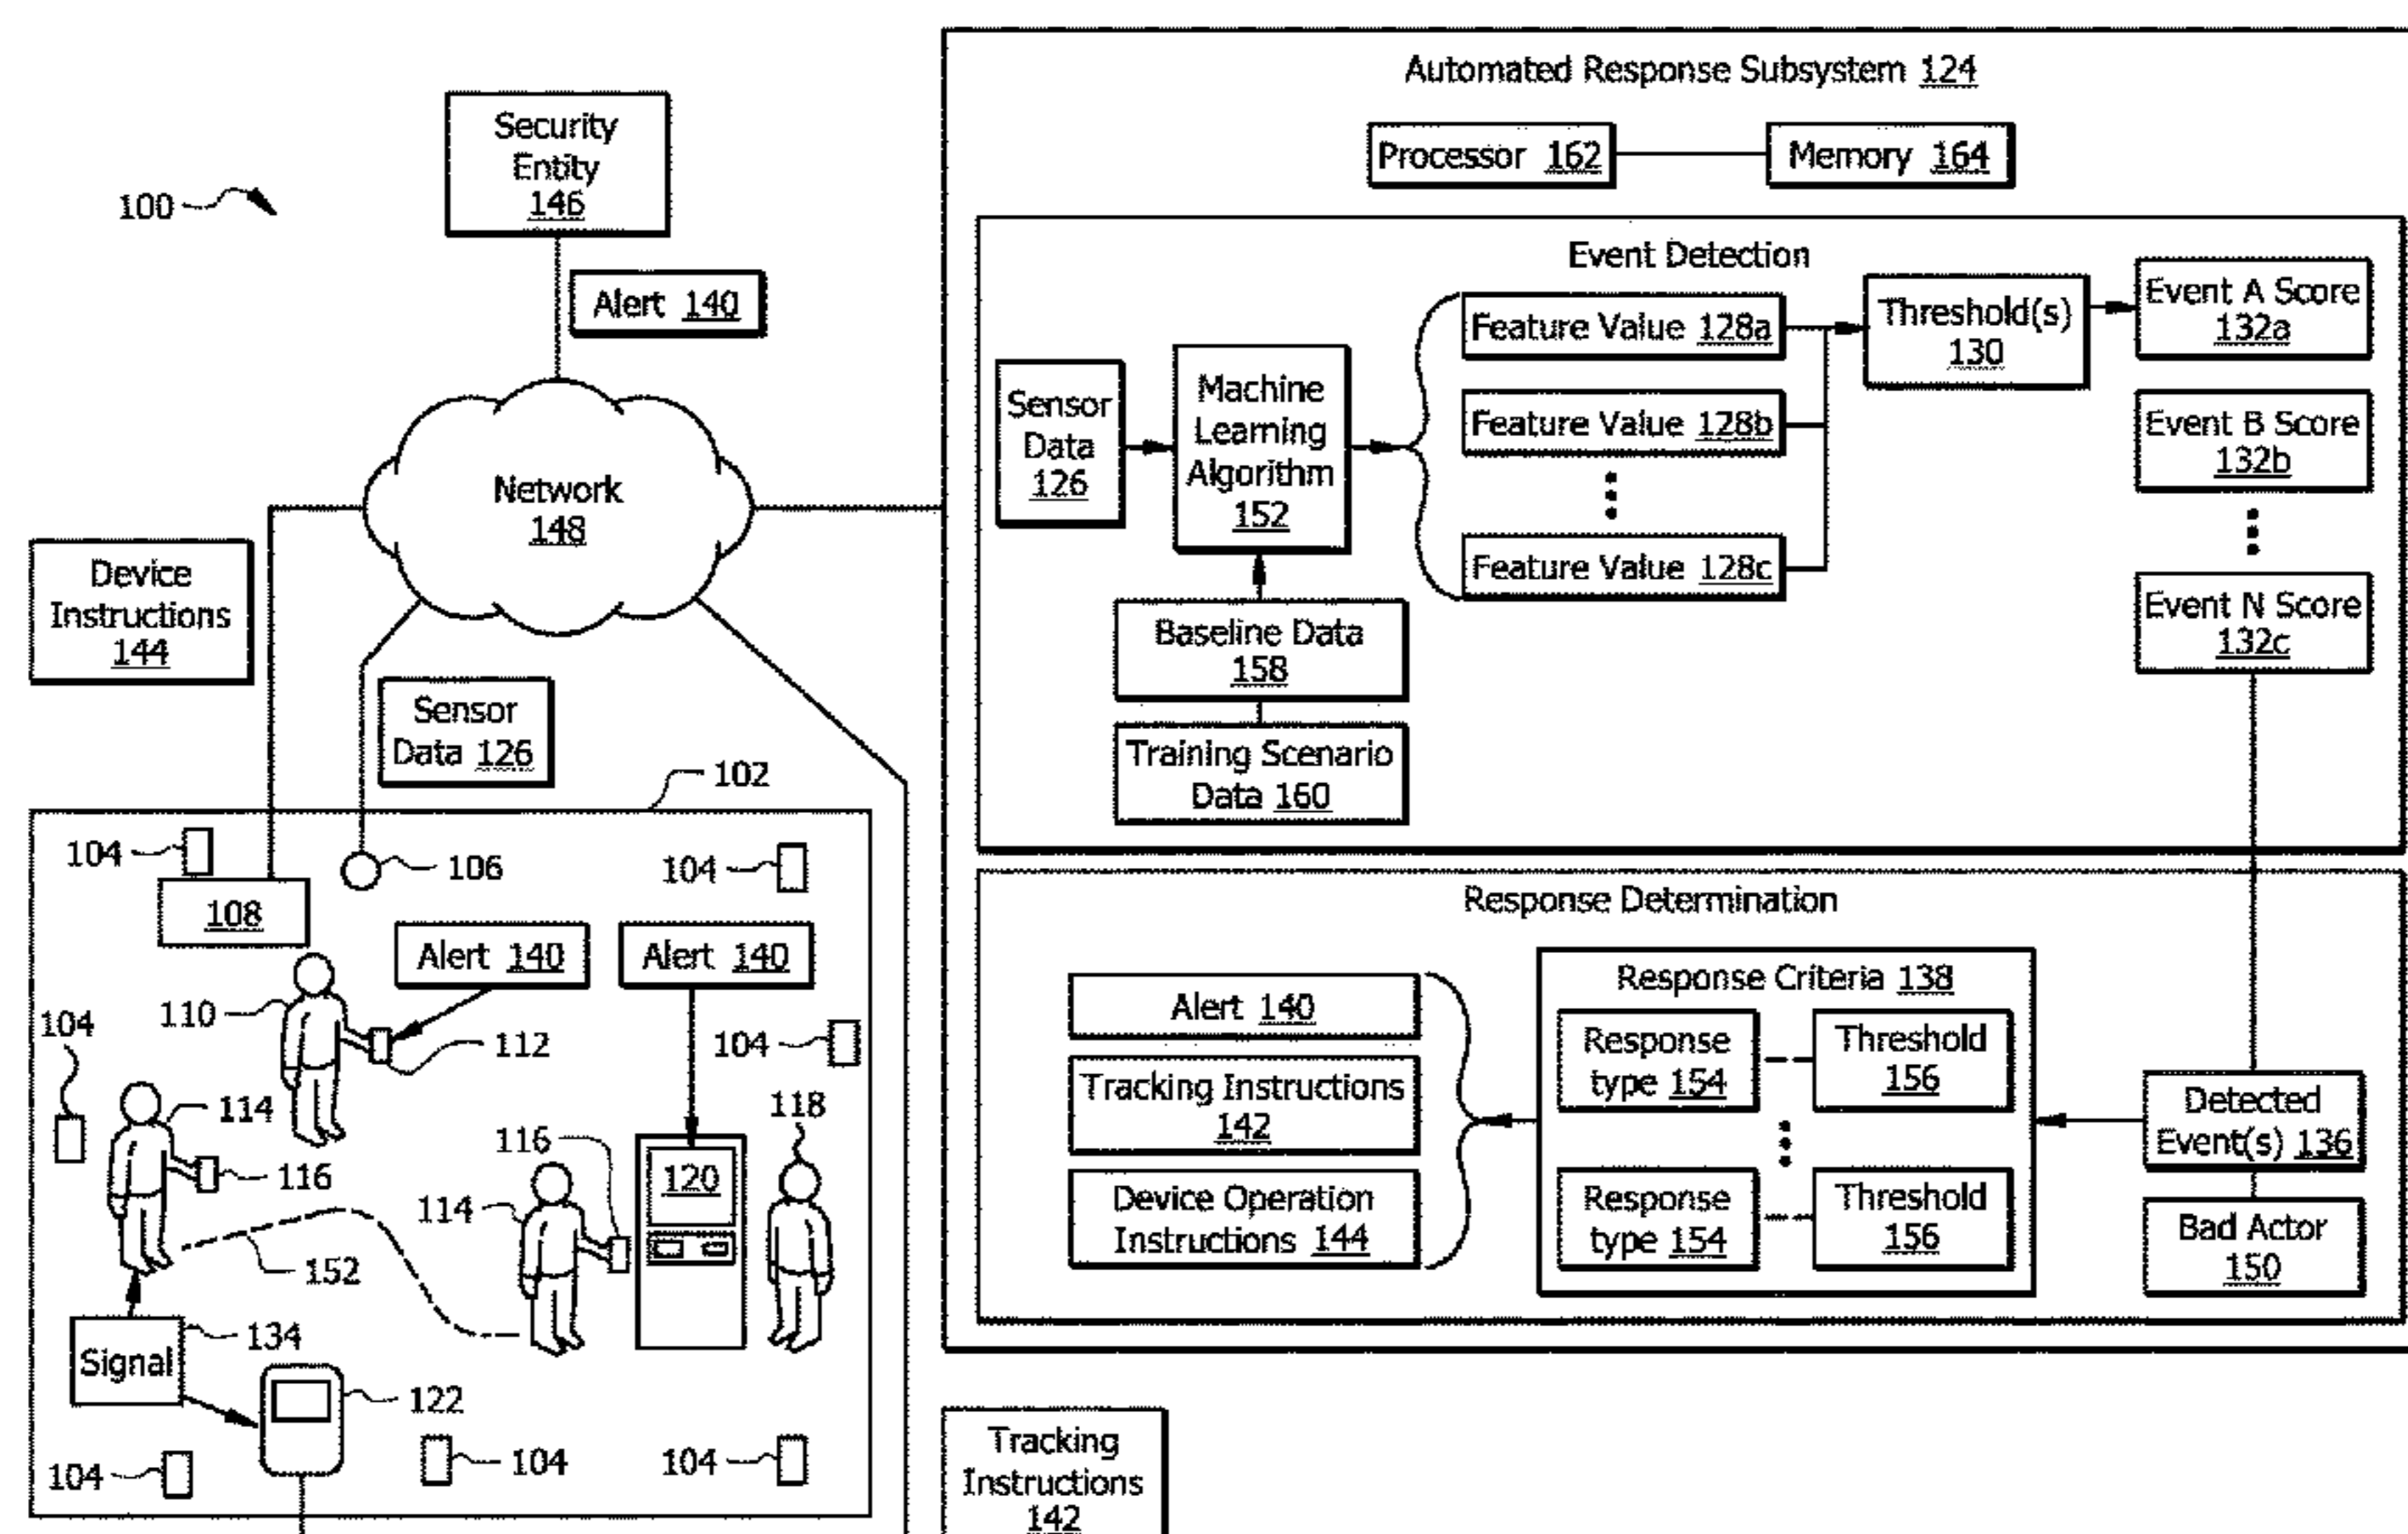 100
Security
Entity
146
Alert 140
Network
148
Device
Instructions
144
Sensor
Data 126
102
104
106
104
108
Alert 140
Alert 140
110
112
104
104
114
116
116
118
120
114
152
134
Signal
122
104
104
104
Automated Response Subsystem 124
Processor 162
Memory 164
Event Detection
Sensor
Data
126
Machine
Learning
Algorithm
152
Baseline Data
158
Training Scenario
Data 160
Feature Value 128a
Feature Value 128b
Feature Value 128c
Threshold(s)
130
Event A Score
132a
Event B Score
132b
Event N Score
132c
Response Determination
Alert 140
Tracking Instructions
142
Device Operation
Instructions 144
Response Criteria 138
Response
type 154
Threshold
156
Response
type 154
Threshold
156
Detected
Event(s) 136
Bad Actor
150
Tracking
Instructions
142